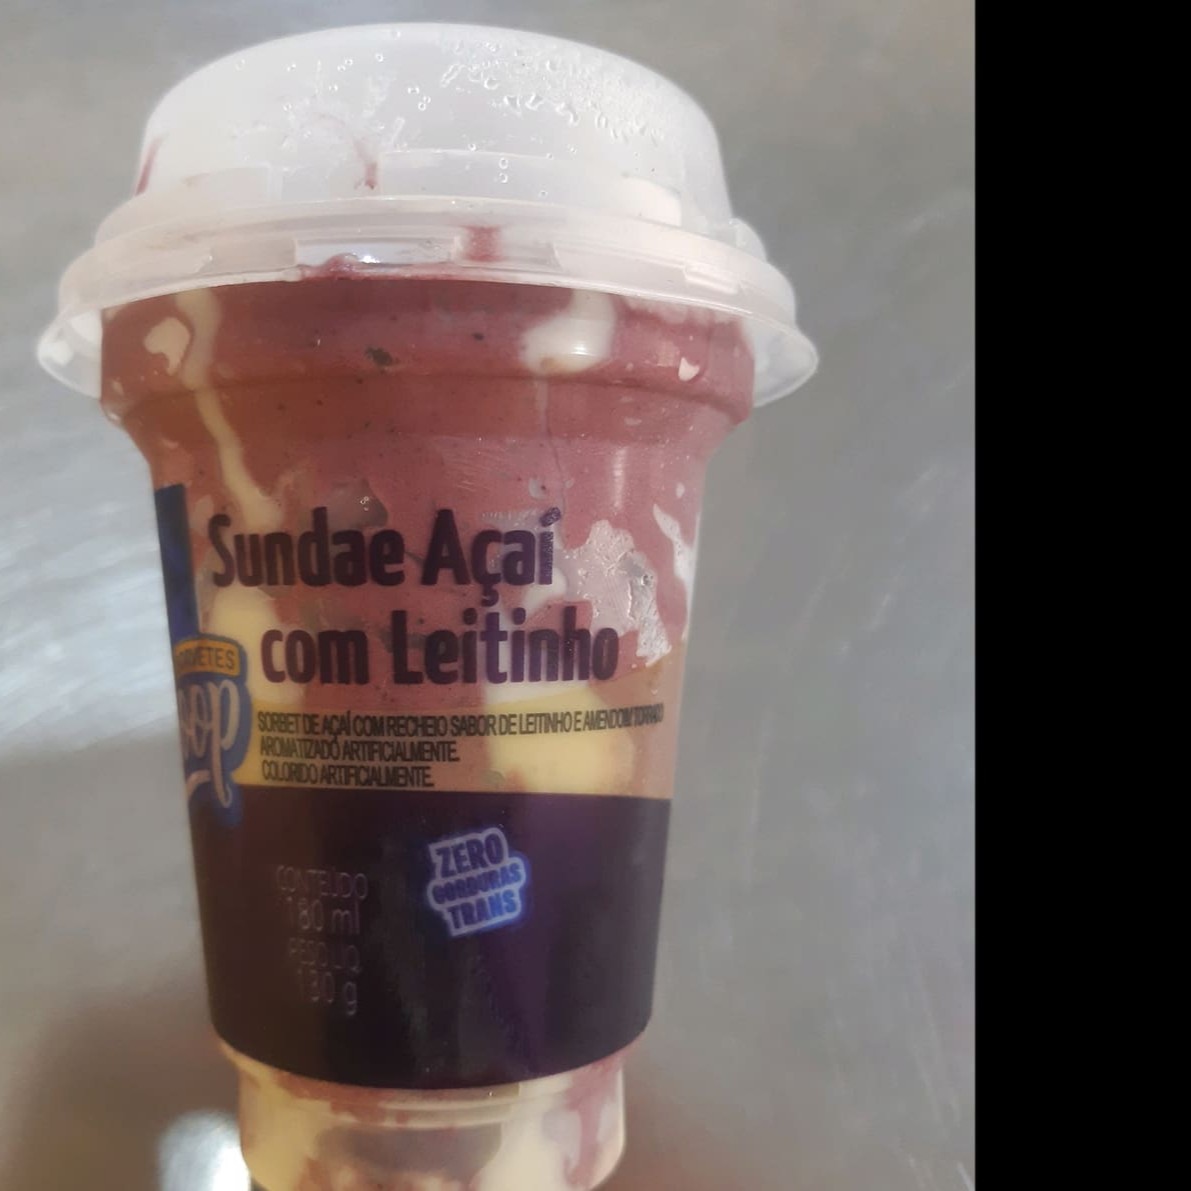 Sundae Açaí
com Leitinho
SORBET DE AÇAÍ COM RECHEIO SABOR DE LEITINHO E AMENDOIM TORRADO
AROMATIZADO ARTIFICIALMENTE.
COLORIDO ARTIFICIALMENTE.
ZERO
GORDURAS
TRANS
CONTEÚDO
180 ml
PESO LIQ
130 g